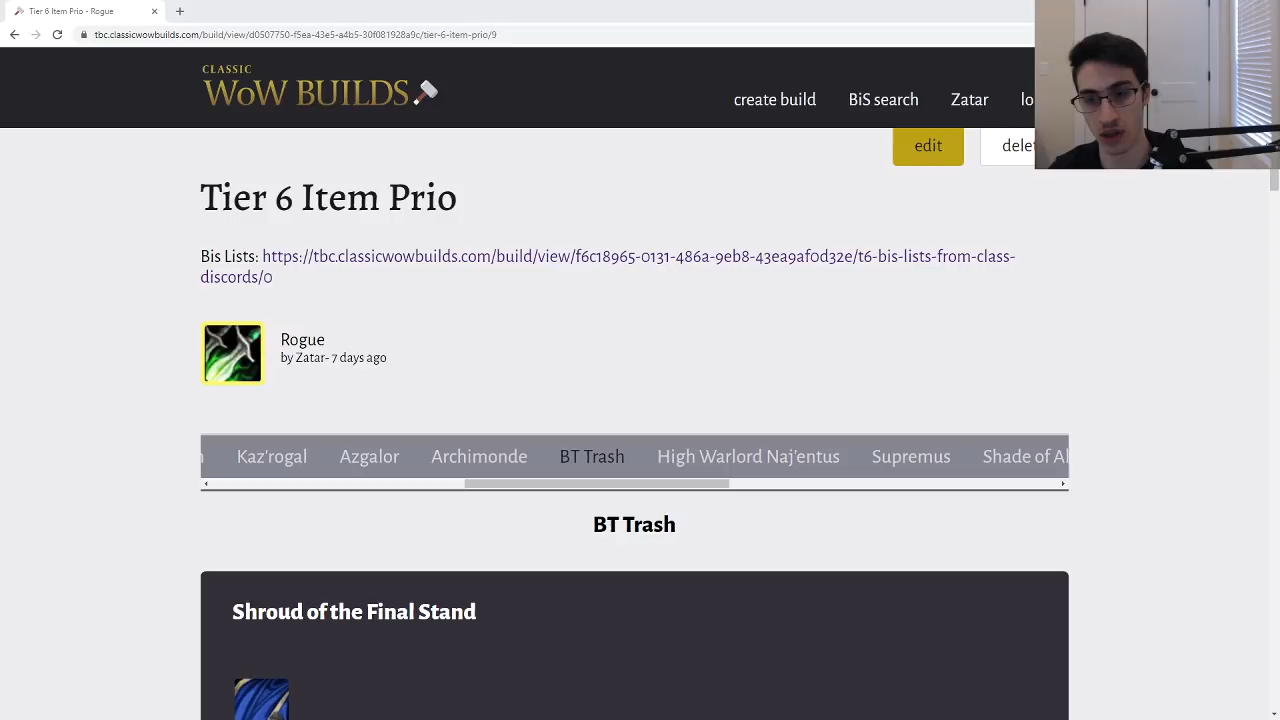 Tier 6 Item Prio - Rogue
tbc.classicwowbuilds.com/build/view/d0507750-f5ea-43e5-a4b5-30f081928a9c/tier-6-item-prio/9
CLASSIC
WoW BUILDS
create build BiS search Zatar lo
edit dele
Tier 6 Item Prio
Bis Lists: https://tbc.classicwowbuilds.com/build/view/f6c18965-0131-486a-9eb8-43ea9af0d32e/t6-bis-lists-from-class-
discords/0
Rogue
by Zatar- 7 days ago
Kaz'rogal Azgalor Archimonde BT Trash High Warlord Naj'entus Supremus Shade of Al
BT Trash
Shroud of the Final Stand